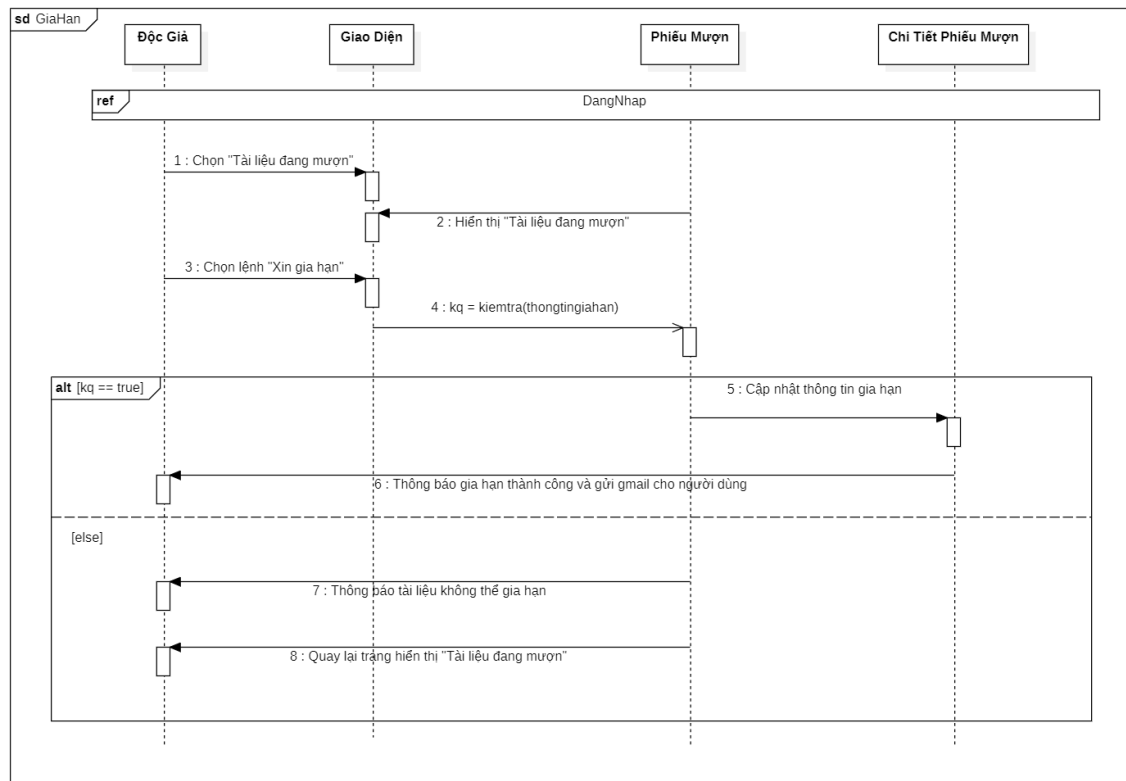 sd GiaHan
Độc Giả
Giao Diện
Phiếu Mượn
Chi Tiết Phiếu Mượn
ref
DangNhap
1 : Chọn "Tài liệu đang mượn"
2 : Hiển thị "Tài liệu đang mượn"
3 : Chọn lệnh "Xin gia hạn"
4 : kq = kiemtra(thongtingiahan)
alt [kq == true]
5 : Cập nhật thông tin gia hạn
6 : Thông báo gia hạn thành công và gửi gmail cho người dùng
[else]
7 : Thông báo tài liệu không thể gia hạn
8 : Quay lại trang hiển thị "Tài liệu đang mượn"